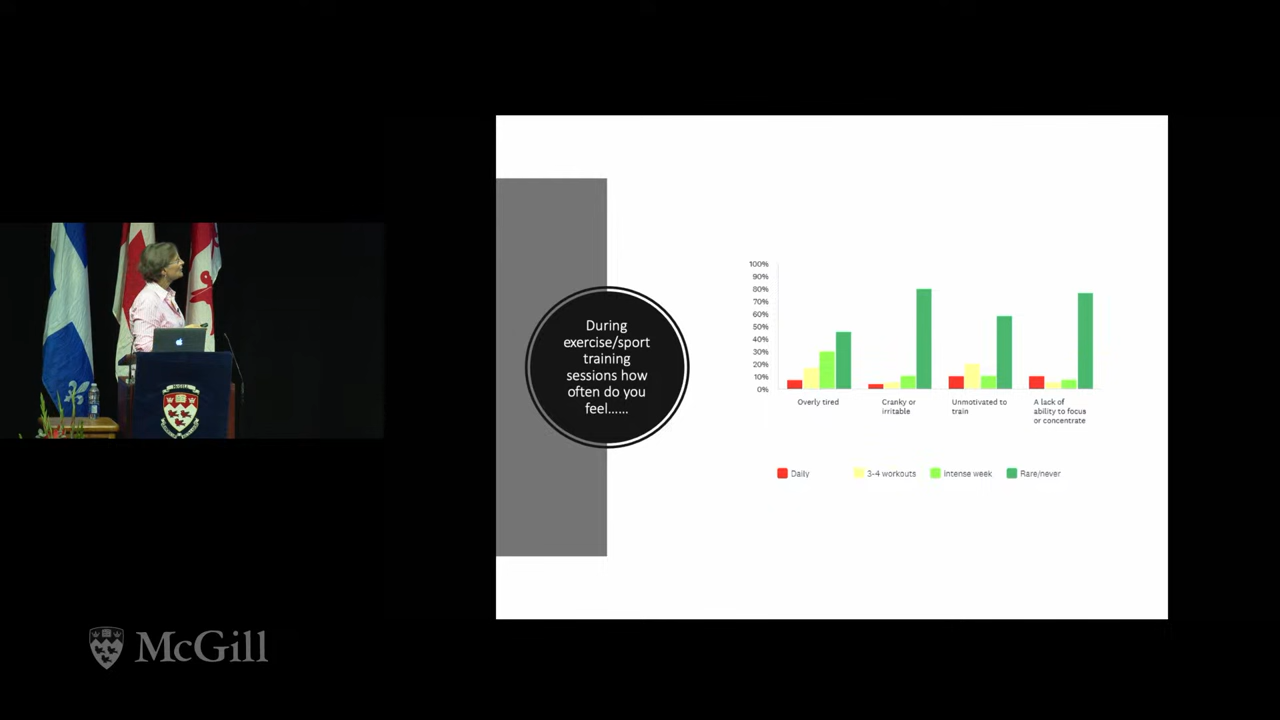 During
exercise/sport
training
sessions how
often do you
feel......
100%
90%
80%
70%
60%
50%
40%
30%
20%
10%
0%
Overly tired
Cranky or
irritable
Unmotivated to
train
A lack of
ability to focus
or concentrate
Daily
3-4 workouts
Intense week
Rare/never
McGILL
McGill